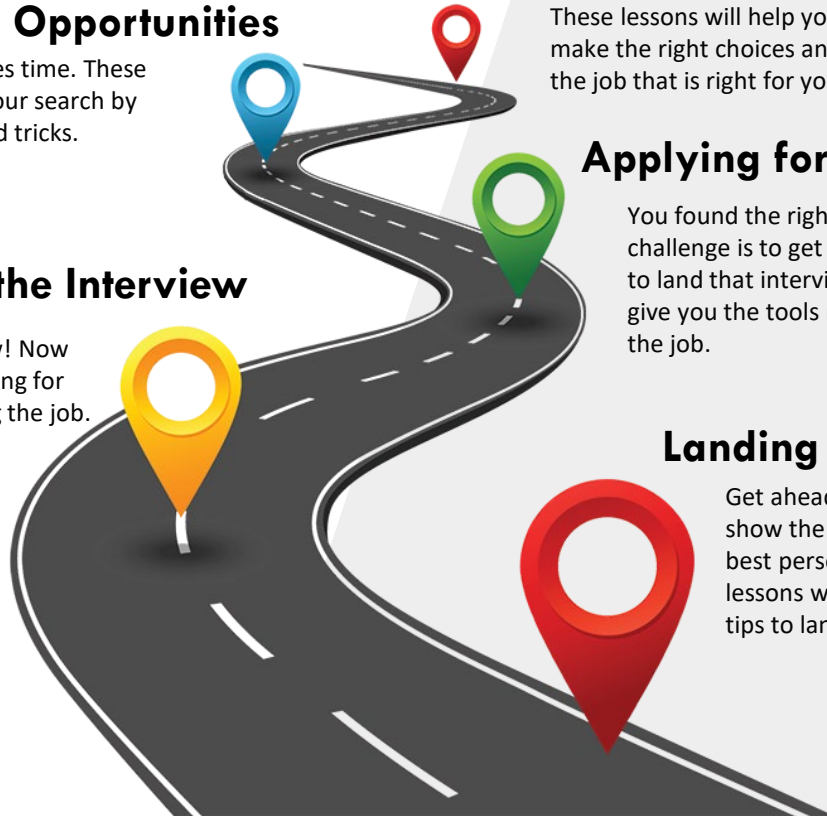 Opportunities
es time. These
our search by
d tricks.
These lessons will help yo
make the right choices an
the job that is right for yo
Applying for
You found the righ
challenge is to get
to land that intervi
give you the tools
the job.
the Interview
! Now
ng for
g the job.
Landing
Get ahead
show the
best perso
lessons w
tips to lan